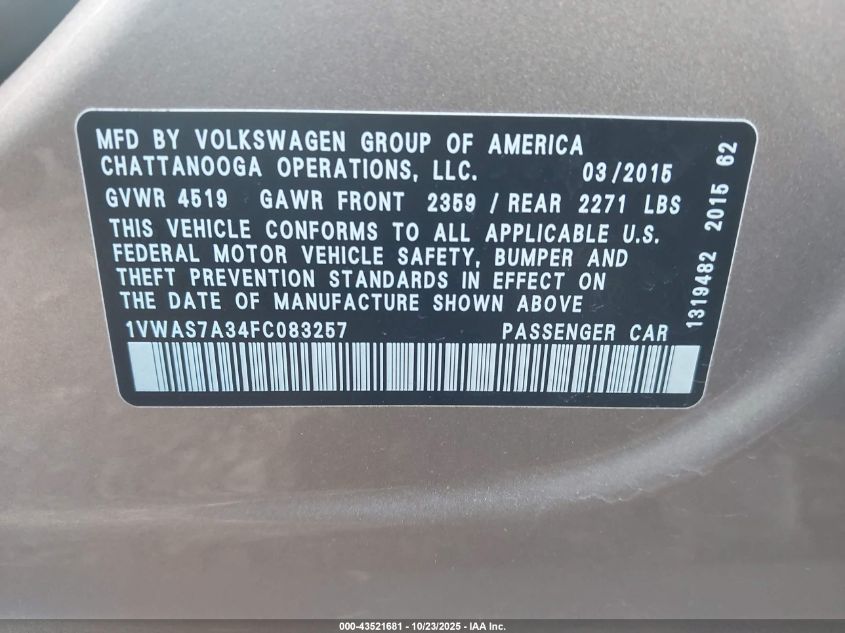 MFD BY VOLKSWAGEN GROUP OF AMERICA
CHATTANOOGA OPERATIONS, LLC. 03/2015
GVWR 4519 GAWR FRONT 2359 / REAR 2271 LBS
THIS VEHICLE CONFORMS TO ALL APPLICABLE U.S.
FEDERAL MOTOR VEHICLE SAFETY, BUMPER AND
THEFT PREVENTION STANDARDS IN EFFECT ON
THE DATE OF MANUFACTURE SHOWN ABOVE
1VWAS7A34FC083257 PASSENGER CAR
1319482 2015 62
000-43521681 - 10/23/2025 - IAA Inc.